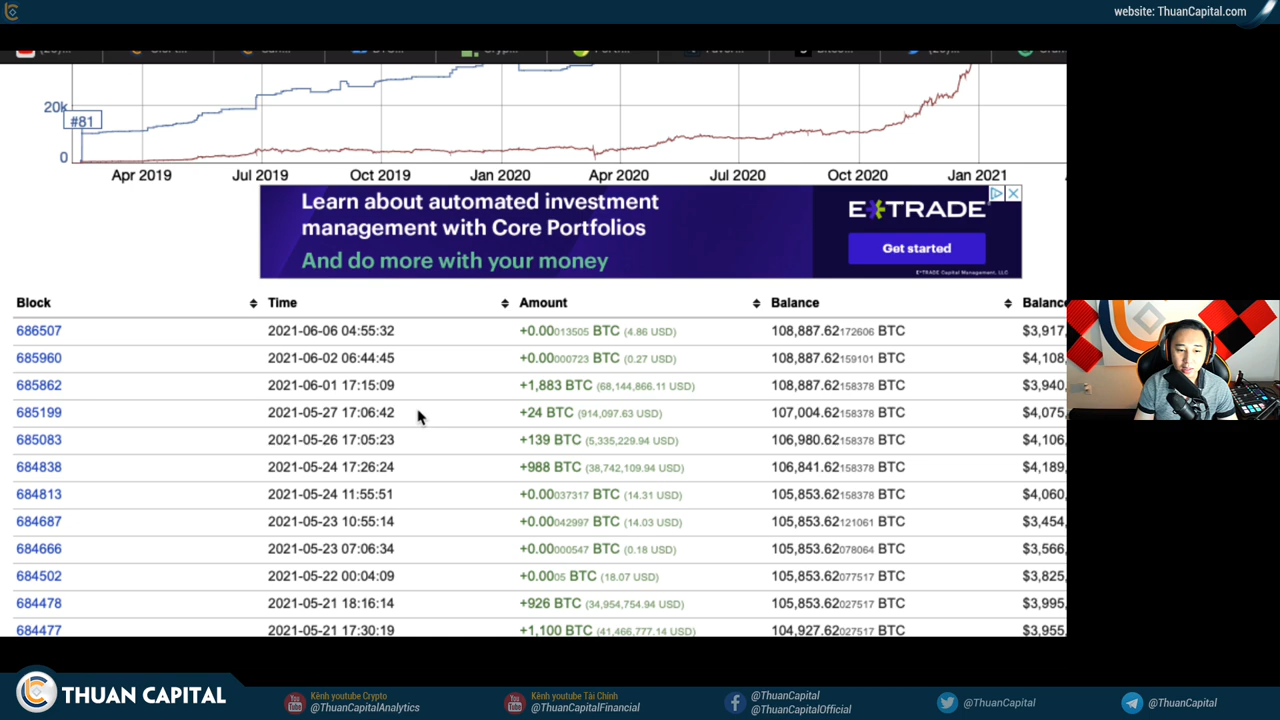 website: ThuanCapital.com
20k
#81
0
Apr 2019 Jul 2019 Oct 2019 Jan 2020 Apr 2020 Jul 2020 Oct 2020 Jan 2021
Learn about automated investment
management with Core Portfolios
And do more with your money
E*TRADE
Get started
E*TRADE Capital Management, LLC
Block Time Amount Balance Balanc
686507 2021-06-06 04:55:32 +0.00013505 BTC (4.86 USD) 108,887.62172606 BTC $3,917,
685960 2021-06-02 06:44:45 +0.00000723 BTC (0.27 USD) 108,887.62159101 BTC $4,108,
685862 2021-06-01 17:15:09 +1,883 BTC (68,144,866.11 USD) 108,887.62158378 BTC $3,940,
685199 2021-05-27 17:06:42 +24 BTC (914,097.63 USD) 107,004.62158378 BTC $4,075,
685083 2021-05-26 17:05:23 +139 BTC (5,335,229.94 USD) 106,980.62158378 BTC $4,106,
684838 2021-05-24 17:26:24 +988 BTC (38,742,109.94 USD) 106,841.62158378 BTC $4,189,
684813 2021-05-24 11:55:51 +0.00037317 BTC (14.31 USD) 105,853.62158378 BTC $4,060,
684687 2021-05-23 10:55:14 +0.00042997 BTC (14.03 USD) 105,853.62121061 BTC $3,454,
684666 2021-05-23 07:06:34 +0.00000547 BTC (0.18 USD) 105,853.62078064 BTC $3,566,
684502 2021-05-22 00:04:09 +0.0005 BTC (18.07 USD) 105,853.62077517 BTC $3,825,
684478 2021-05-21 18:16:14 +926 BTC (34,954,754.94 USD) 105,853.62027517 BTC $3,995,
684477 2021-05-21 17:30:19 +1,100 BTC (41,466,777.14 USD) 104,927.62027517 BTC $3,955,
THUAN CAPITAL
Kênh youtube Crypto
@ThuanCapitalAnalytics
Kênh youtube Tài Chính
@ThuanCapitalFinancial
@ThuanCapital
@ThuanCapitalOfficial
@ThuanCapital
@ThuanCapital